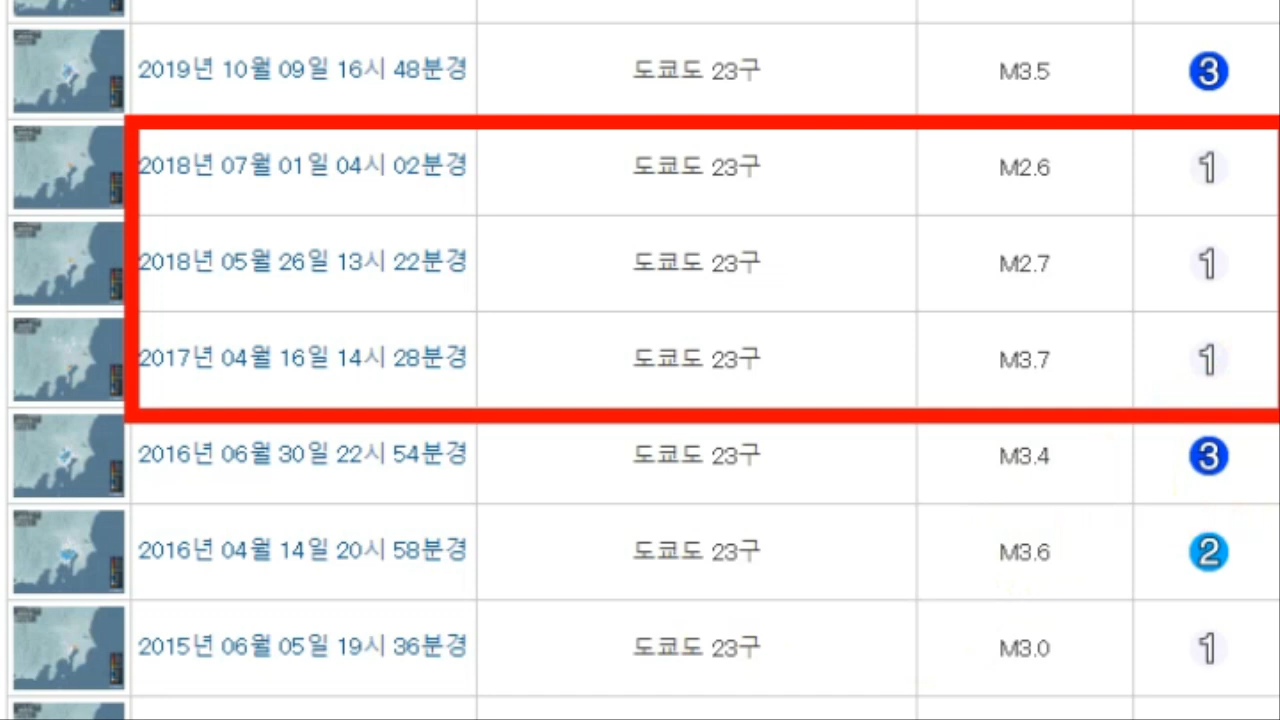 2019년 10월 09일 16시 48분경 도쿄도 23구 M3.5 3
2018년 07월 01일 04시 02분경 도쿄도 23구 M2.6 1
2018년 05월 26일 13시 22분경 도쿄도 23구 M2.7 1
2017년 04월 16일 14시 28분경 도쿄도 23구 M3.7 1
2016년 06월 30일 22시 54분경 도쿄도 23구 M3.4 3
2016년 04월 14일 20시 58분경 도쿄도 23구 M3.6 2
2015년 06월 05일 19시 36분경 도쿄도 23구 M3.0 1